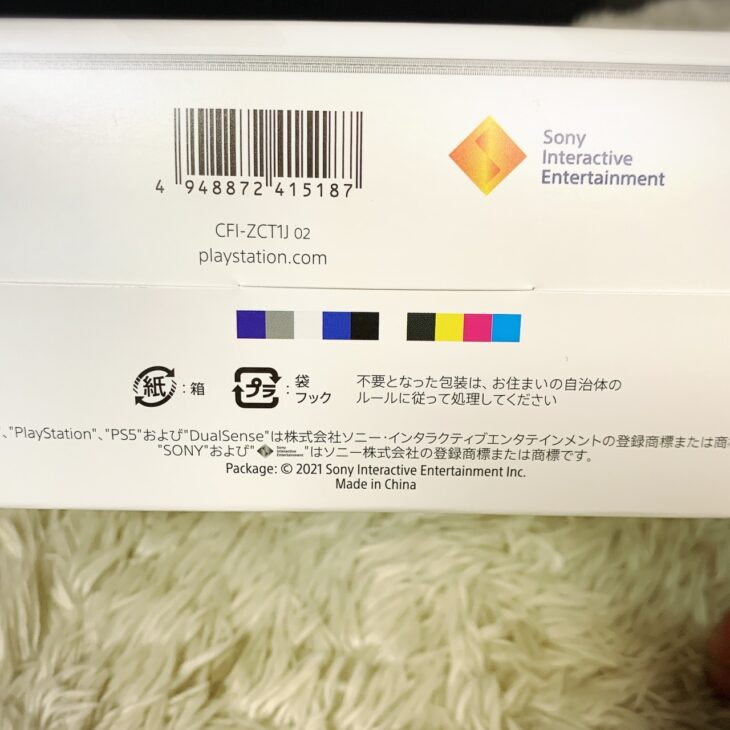 4 948872 415187
Sony
Interactive
Entertainment
CFI-ZCT1J 02
playstation.com
紙 : 箱
プラ : 袋
フック
不要となった包装は、お住まいの自治体の
ルールに従って処理してください
"、"PlayStation"、"PS5"および"DualSense"は株式会社ソニー・インタラクティブエンタテインメントの登録商標または商
"SONY"および" Sony Interactive Entertainment"はソニー株式会社の登録商標または商標です。
Package: © 2021 Sony Interactive Entertainment Inc.
Made in China